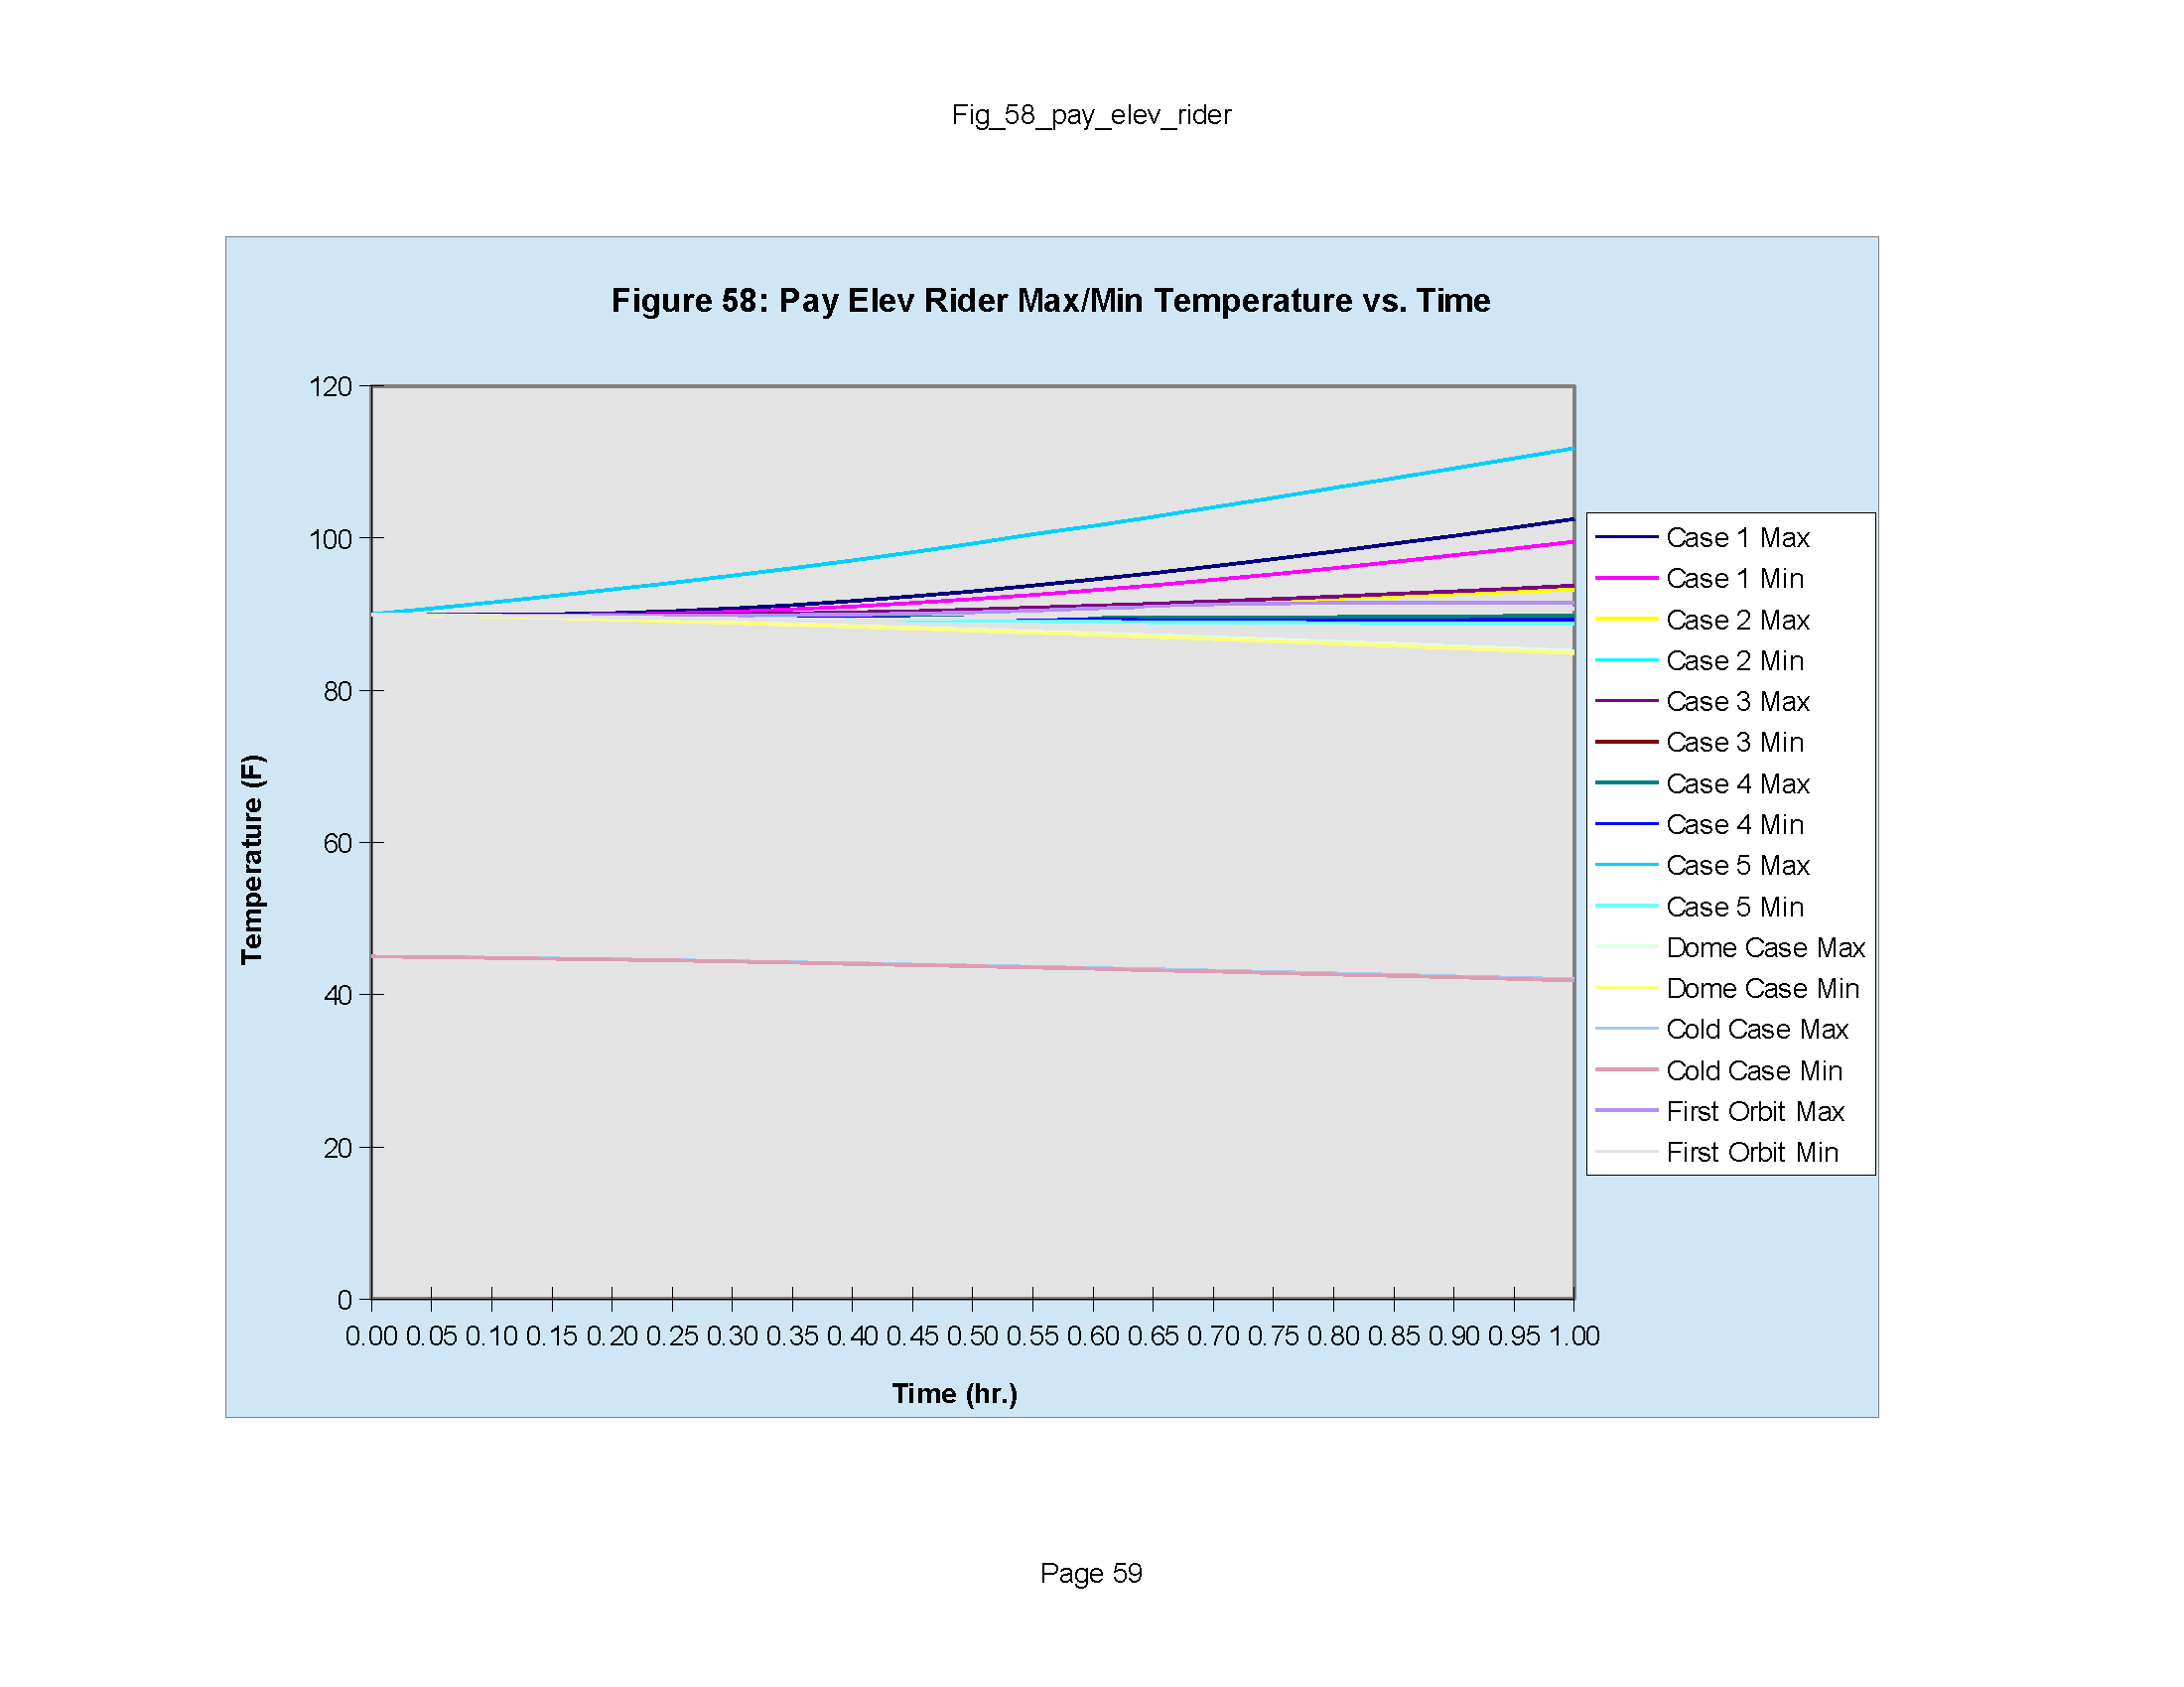 Fig_58_pay_elev_rider
Figure 58: Pay Elev Rider Max/Min Temperature vs. Time
120
100
80
60
40
20
0
Temperature (F)
0.00 0.05 0.10 0.15 0.20 0.25 0.30 0.35 0.40 0.45 0.50 0.55 0.60 0.65 0.70 0.75 0.80 0.85 0.90 0.95 1.00
Time (hr.)
Case 1 Max
Case 1 Min
Case 2 Max
Case 2 Min
Case 3 Max
Case 3 Min
Case 4 Max
Case 4 Min
Case 5 Max
Case 5 Min
Dome Case Max
Dome Case Min
Cold Case Max
Cold Case Min
First Orbit Max
First Orbit Min
Page 59